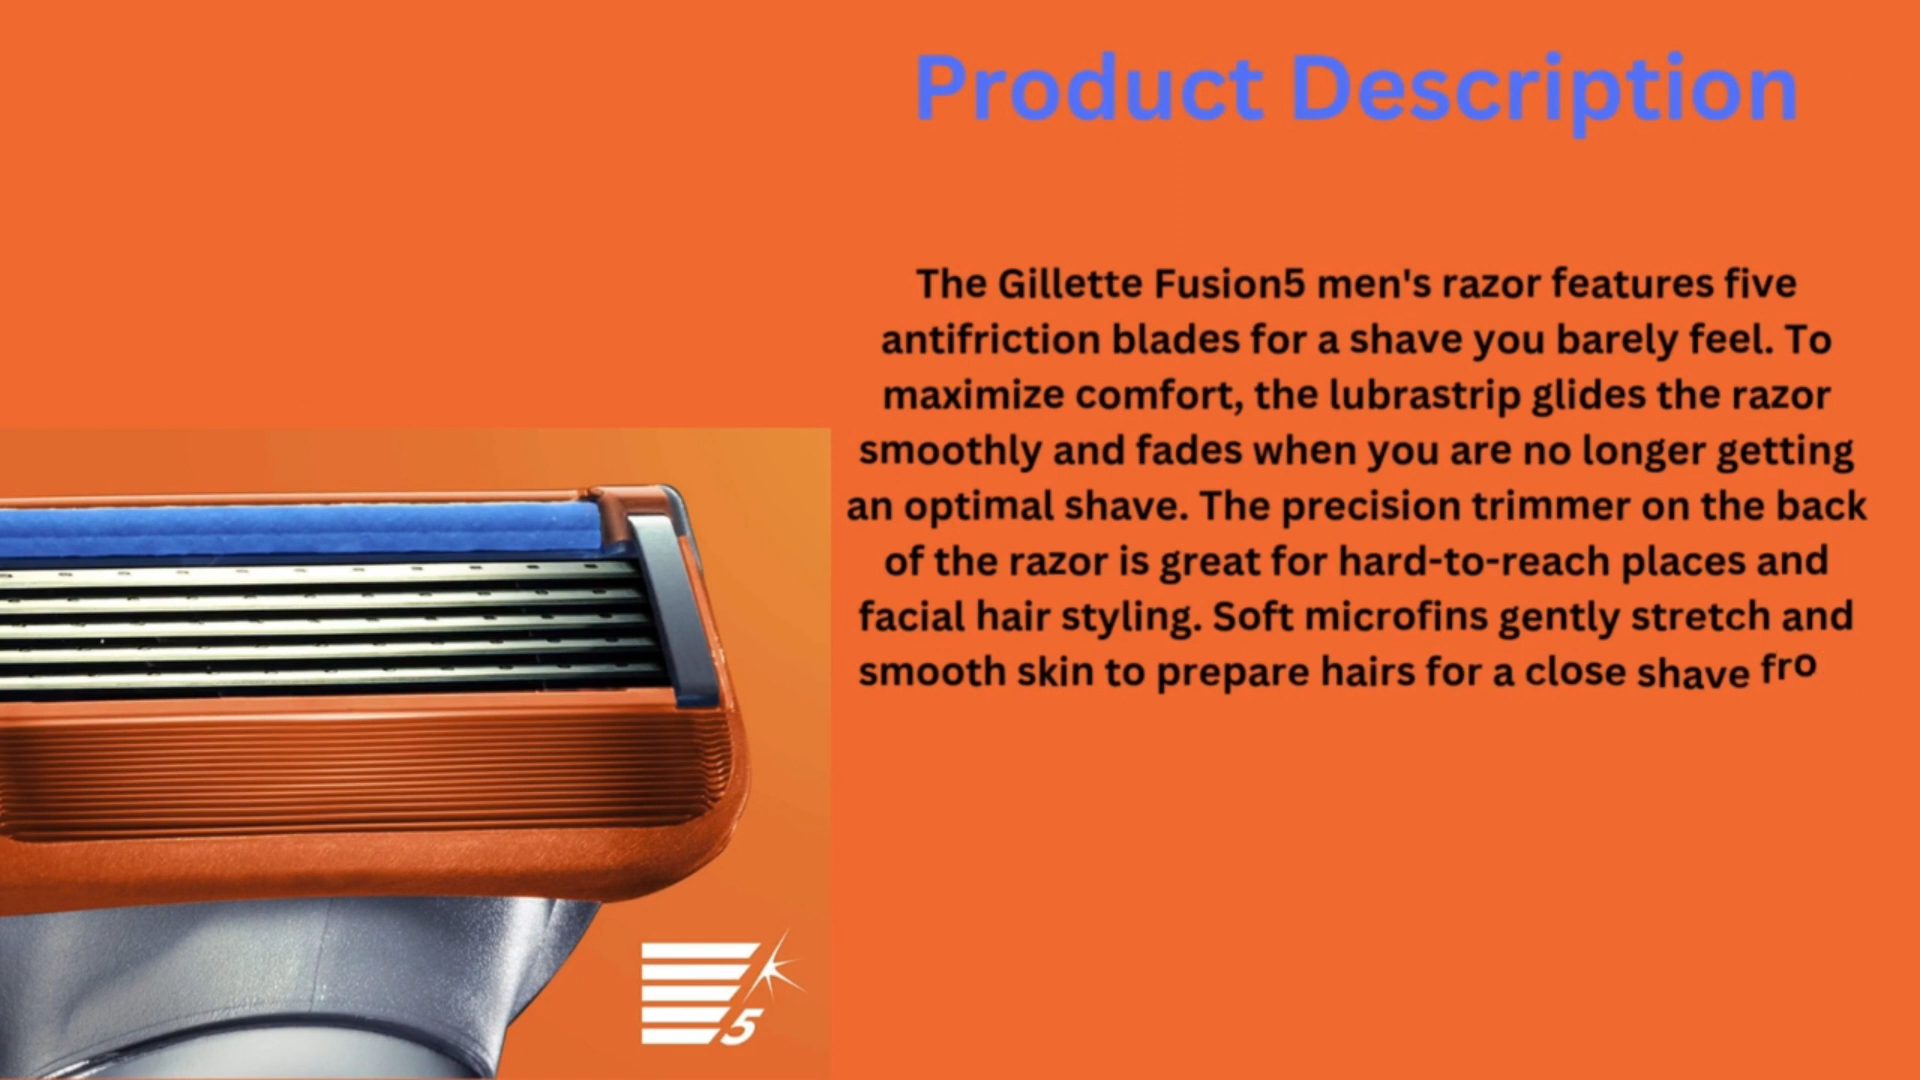 Product Description
The Gillette Fusion5 men's razor features five
antifriction blades for a shave you barely feel. To
maximize comfort, the lubrastrip glides the razor
smoothly and fades when you are no longer getting
an optimal shave. The precision trimmer on the back
of the razor is great for hard-to-reach places and
facial hair styling. Soft microfins gently stretch and
smooth skin to prepare hairs for a close shave fro
5